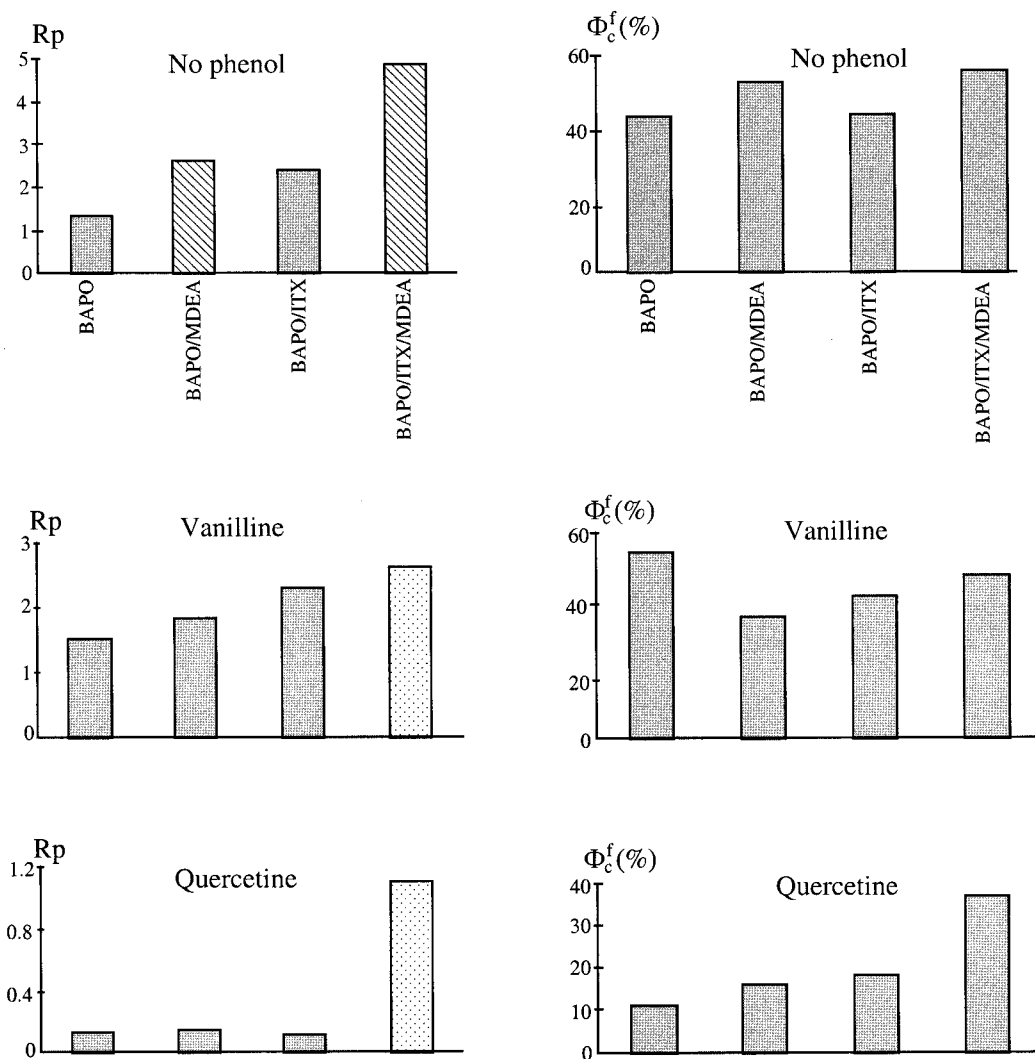 Rp
No phenol
5
4
3
2
1
0
BAPO
BAPO/MDEA
BAPO/ITX
BAPO/ITX/MDEA
Φcf(%)
No phenol
60
40
20
0
BAPO
BAPO/MDEA
BAPO/ITX
BAPO/ITX/MDEA
Rp
Vanilline
3
2
1
0
Φcf(%)
Vanilline
60
40
20
0
Rp
Quercetine
1.2
0.8
0.4
0
Φcf(%)
Quercetine
40
30
20
10
0